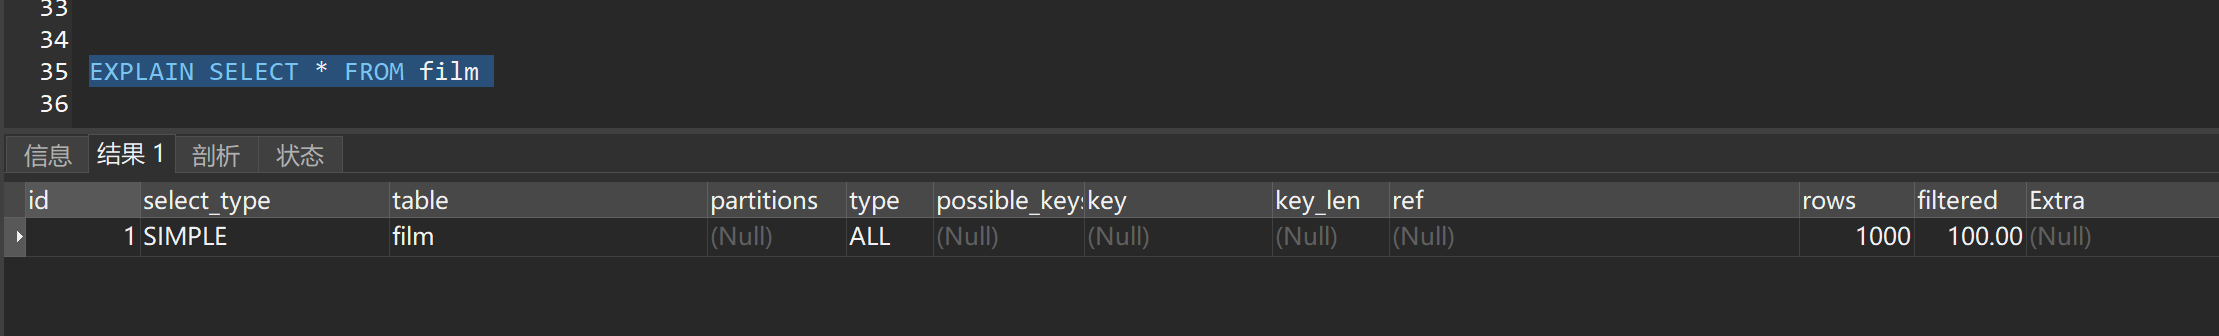 33
34
35 EXPLAIN SELECT * FROM film
36
信息 结果 1 剖析 状态
id select_type table partitions type possible_keys key key_len ref rows filtered Extra
1 SIMPLE film (Null) ALL (Null) (Null) (Null) (Null) 1000 100.00 (Null)